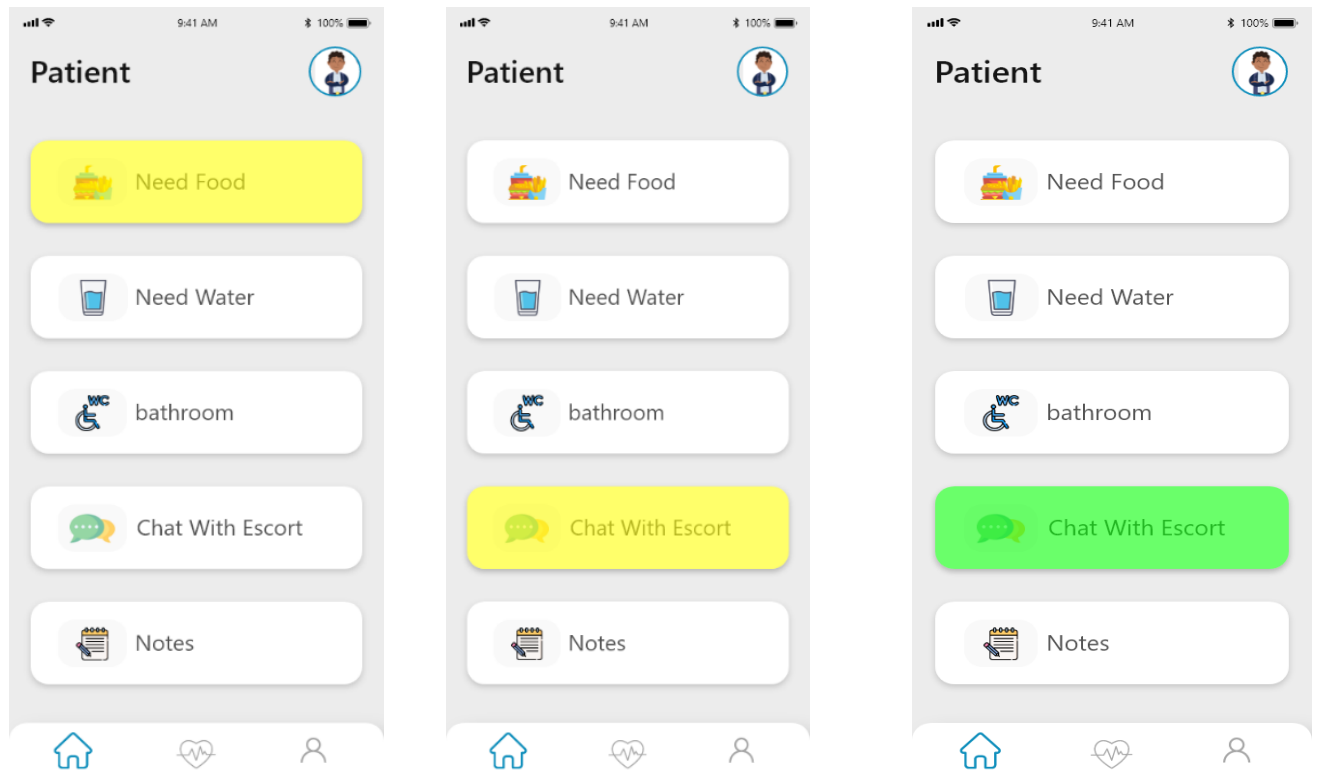 9:41 AM 100%
Patient
Need Food
Need Water
WC
bathroom
Chat With Escort
Notes
9:41 AM 100%
Patient
Need Food
Need Water
WC
bathroom
Chat With Escort
Notes
9:41 AM 100%
Patient
Need Food
Need Water
WC
bathroom
Chat With Escort
Notes